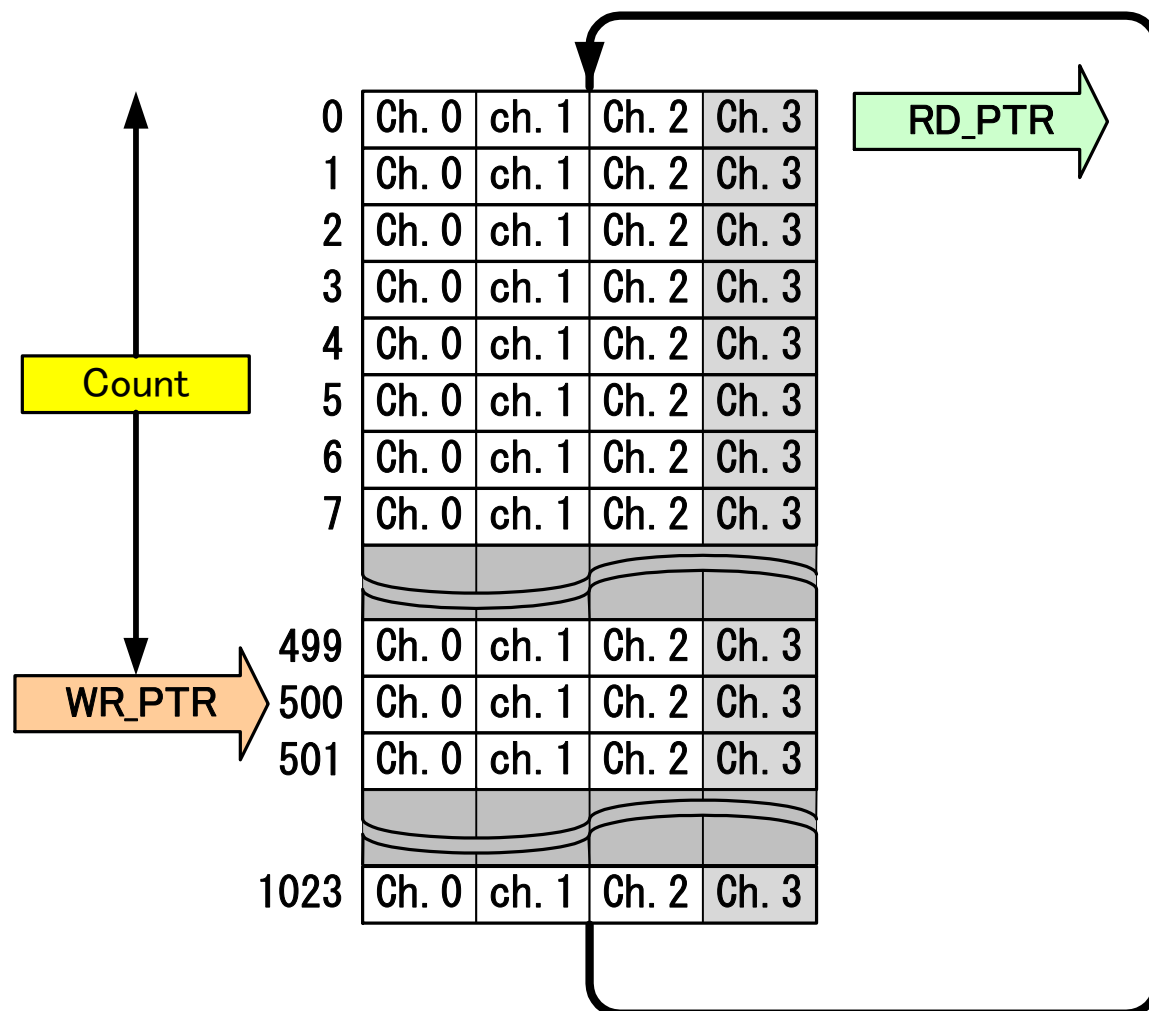 0 Ch. 0 ch. 1 Ch. 2 Ch. 3 RD_PTR
1 Ch. 0 ch. 1 Ch. 2 Ch. 3
2 Ch. 0 ch. 1 Ch. 2 Ch. 3
3 Ch. 0 ch. 1 Ch. 2 Ch. 3
4 Ch. 0 ch. 1 Ch. 2 Ch. 3
Count
5 Ch. 0 ch. 1 Ch. 2 Ch. 3
6 Ch. 0 ch. 1 Ch. 2 Ch. 3
7 Ch. 0 ch. 1 Ch. 2 Ch. 3
499 Ch. 0 ch. 1 Ch. 2 Ch. 3
WR_PTR 500 Ch. 0 ch. 1 Ch. 2 Ch. 3
501 Ch. 0 ch. 1 Ch. 2 Ch. 3
1023 Ch. 0 ch. 1 Ch. 2 Ch. 3